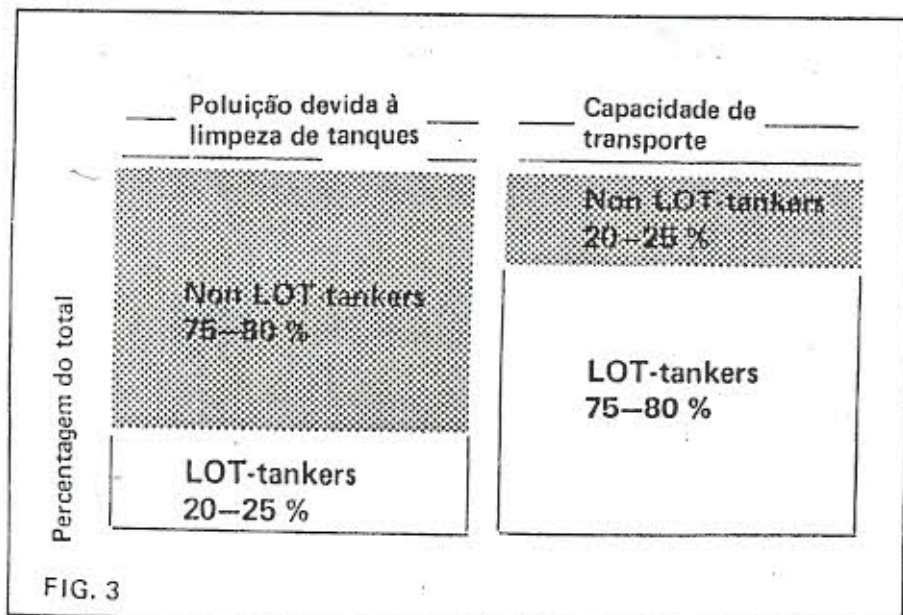 Poluição devida à
limpeza de tanques
Capacidade de
transporte
Percentagem do total
Non LOT-tankers
75–80 %
LOT-tankers
20–25 %
Non LOT-tankers
20–25 %
LOT-tankers
75–80 %
FIG. 3